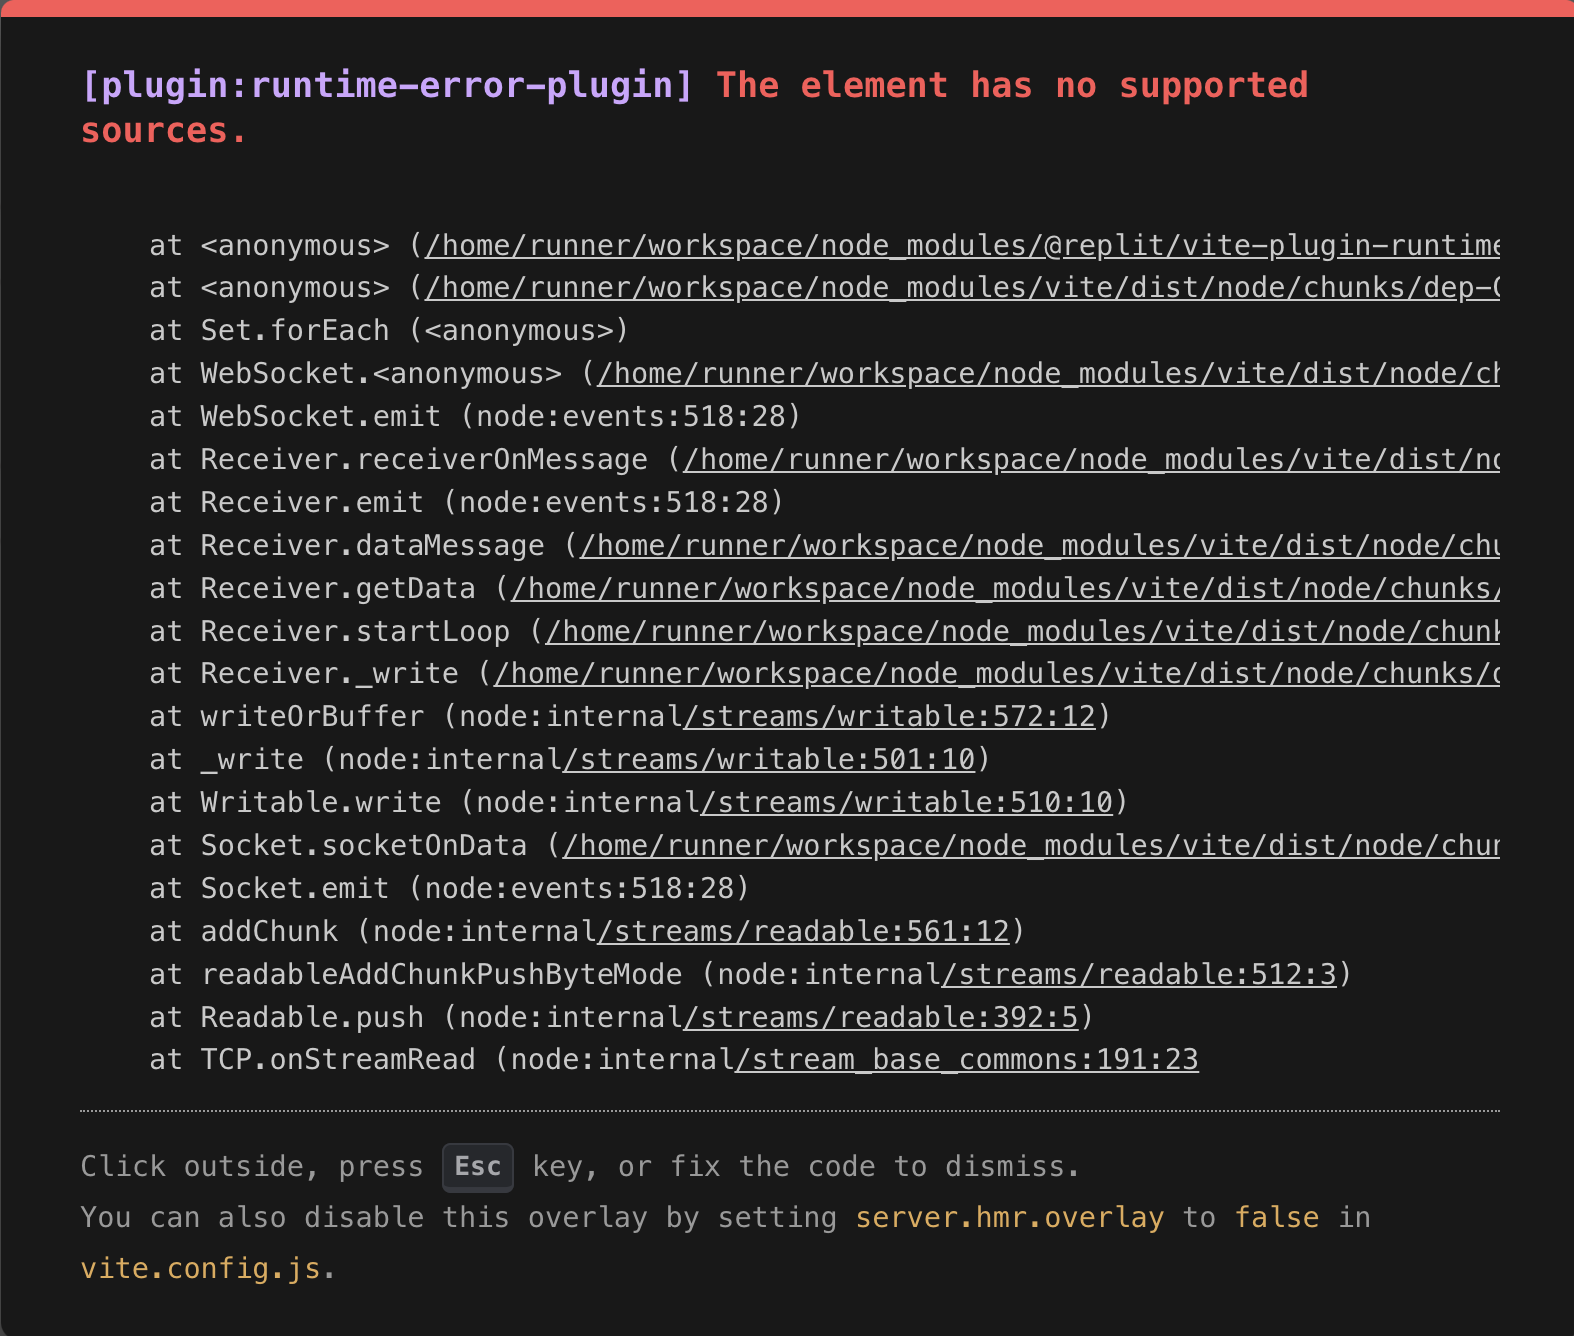 [plugin:runtime-error-plugin] The element has no supported
sources.
at <anonymous> (/home/runner/workspace/node_modules/@replit/vite-plugin-runtime
at <anonymous> (/home/runner/workspace/node_modules/vite/dist/node/chunks/dep-
at Set.forEach (<anonymous>)
at WebSocket.<anonymous> (/home/runner/workspace/node_modules/vite/dist/node/ch
at WebSocket.emit (node:events:518:28)
at Receiver.receiverOnMessage (/home/runner/workspace/node_modules/vite/dist/no
at Receiver.emit (node:events:518:28)
at Receiver.dataMessage (/home/runner/workspace/node_modules/vite/dist/node/chu
at Receiver.getData (/home/runner/workspace/node_modules/vite/dist/node/chunks/
at Receiver.startLoop (/home/runner/workspace/node_modules/vite/dist/node/chunk
at Receiver._write (/home/runner/workspace/node_modules/vite/dist/node/chunks/d
at writeOrBuffer (node:internal/streams/writable:572:12)
at _write (node:internal/streams/writable:501:10)
at Writable.write (node:internal/streams/writable:510:10)
at Socket.socketOnData (/home/runner/workspace/node_modules/vite/dist/node/chun
at Socket.emit (node:events:518:28)
at addChunk (node:internal/streams/readable:561:12)
at readableAddChunkPushByteMode (node:internal/streams/readable:512:3)
at Readable.push (node:internal/streams/readable:392:5)
at TCP.onStreamRead (node:internal/stream_base_commons:191:23
Click outside, press Esc key, or fix the code to dismiss.
You can also disable this overlay by setting server.hmr.overlay to false in
vite.config.js.